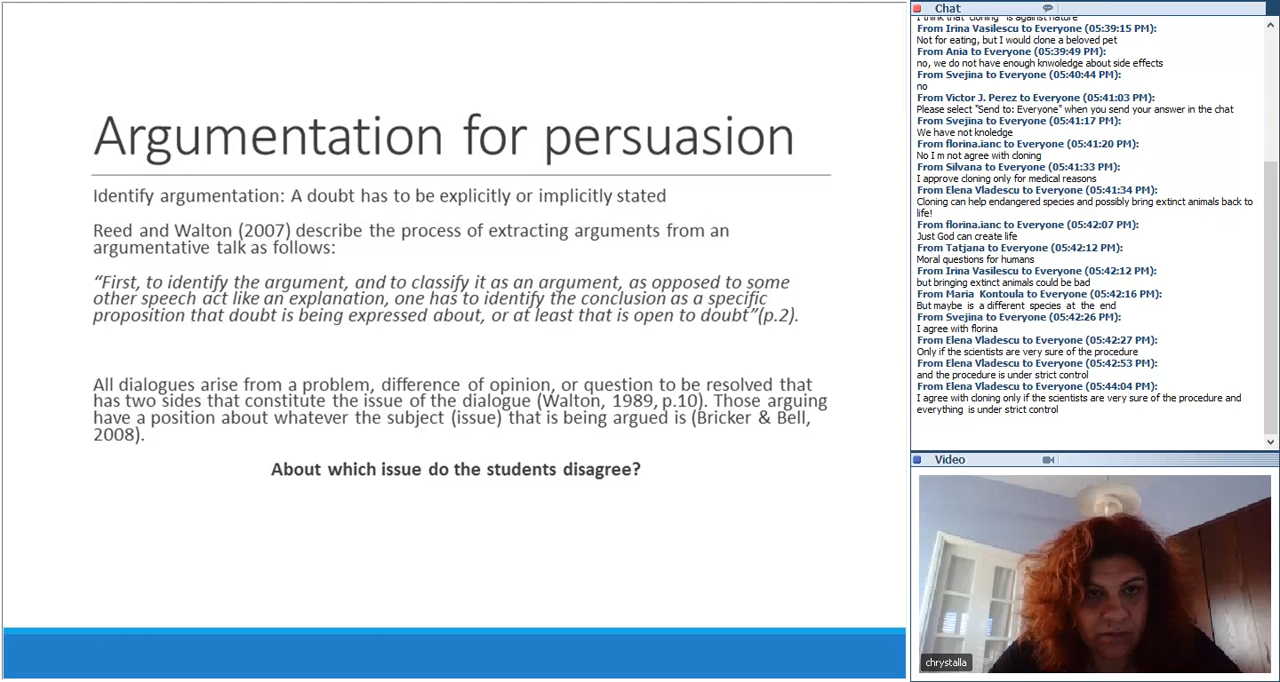 Argumentation for persuasion
Identify argumentation: A doubt has to be explicitly or implicitly stated
Reed and Walton (2007) describe the process of extracting arguments from an
argumentative talk as follows:
“First, to identify the argument, and to classify it as an argument, as opposed to some
other speech act like an explanation, one has to identify the conclusion as a specific
proposition that doubt is being expressed about, or at least that is open to doubt”(p.2).
All dialogues arise from a problem, difference of opinion, or question to be resolved that
has two sides that constitute the issue of the dialogue (Walton, 1989, p.10). Those arguing
have a position about whatever the subject (issue) that is being argued is (Bricker & Bell,
2008).
About which issue do the students disagree?
Chat
I think that "cloning" is against nature
From Irina Vasilescu to Everyone (05:39:15 PM):
Not for eating, but I would clone a beloved pet
From Ania to Everyone (05:39:49 PM):
no, we do not have enough knwoledge about side effects
From Svejina to Everyone (05:40:44 PM):
no
From Victor J. Perez to Everyone (05:41:03 PM):
Please select "Send to: Everyone" when you send your answer in the chat
From Svejina to Everyone (05:41:17 PM):
We have not knoledge
From florina.ianc to Everyone (05:41:20 PM):
No I m not agree with cloning
From Silvana to Everyone (05:41:33 PM):
I approve cloning only for medical reasons
From Elena Vladescu to Everyone (05:41:34 PM):
Cloning can help endangered species and possibly bring extinct animals back to
life!
From florina.ianc to Everyone (05:42:07 PM):
Just God can create life
From Tatjana to Everyone (05:42:12 PM):
Moral questions for humans
From Irina Vasilescu to Everyone (05:42:12 PM):
but bringing extinct animals could be bad
From Maria Kontoula to Everyone (05:42:16 PM):
But maybe is a different species at the end
From Svejina to Everyone (05:42:26 PM):
I agree with florina
From Elena Vladescu to Everyone (05:42:27 PM):
Only if the scientists are very sure of the procedure
From Elena Vladescu to Everyone (05:42:53 PM):
and the procedure is under strict control
From Elena Vladescu to Everyone (05:44:04 PM):
I agree with cloning only if the scientists are very sure of the procedure and
everything is under strict control
Video
chrystalla